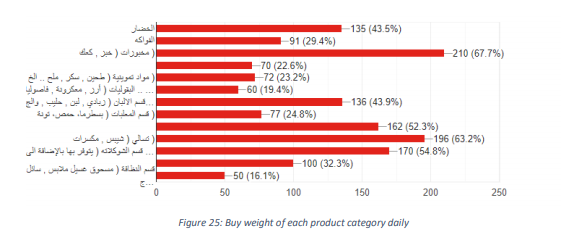 الخضار 135 (43.5%)
الفواكه 91 (29.4%)
مخبوزات ( خبز , كعك ) 210 (67.7%)
70 (22.6%)
مواد تموينية ( طحين , سكر , ملح .. الخ ) 72 (23.2%)
البقوليات ( أرز , معكرونة , فاصوليا .. ... 60 (19.4%)
قسم الالبان ( زبادي , لبن , حليب , والج... 136 (43.9%)
قسم المعلبات ( بسطرما, حمص, تونة ) 77 (24.8%)
162 (52.3%)
تسالي ( شيبس , مكسرات ) 196 (63.2%)
قسم الشوكلاته ( يتوفر بها بالإضافة الى ... 170 (54.8%)
100 (32.3%)
قسم النظافة ( مسحوق غسيل ملابس , سائل ج... 50 (16.1%)
0 50 100 150 200 250
Figure 25: Buy weight of each product category daily